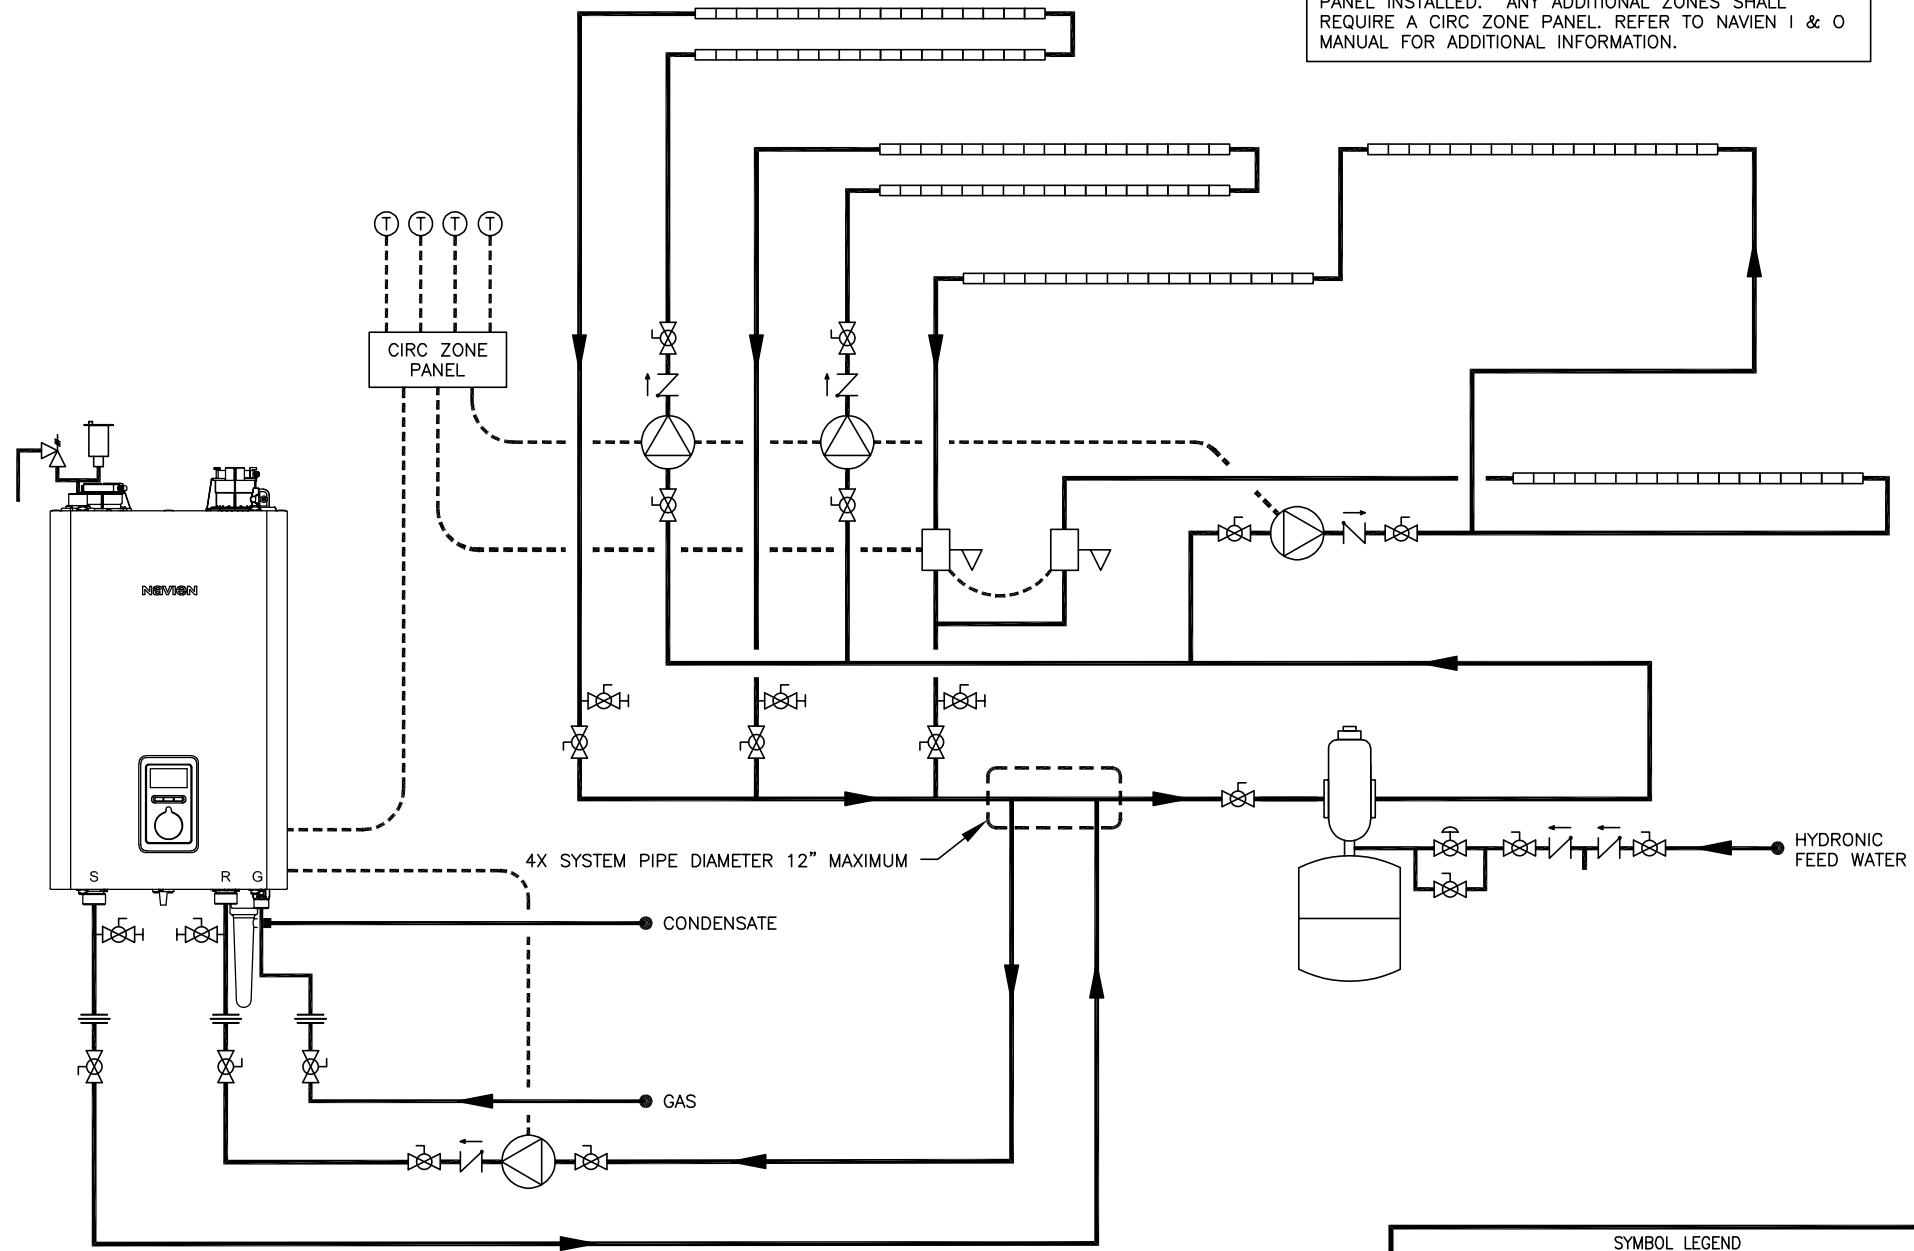 PANEL INSTALLED. ANY ADDITIONAL ZONES SHALL
REQUIRE A CIRC ZONE PANEL. REFER TO NAVIEN I & O
MANUAL FOR ADDITIONAL INFORMATION.
T T T T
CIRC ZONE
PANEL
NAVIEN
4X SYSTEM PIPE DIAMETER 12" MAXIMUM
HYDRONIC
FEED WATER
S R G
CONDENSATE
GAS
SYMBOL LEGEND